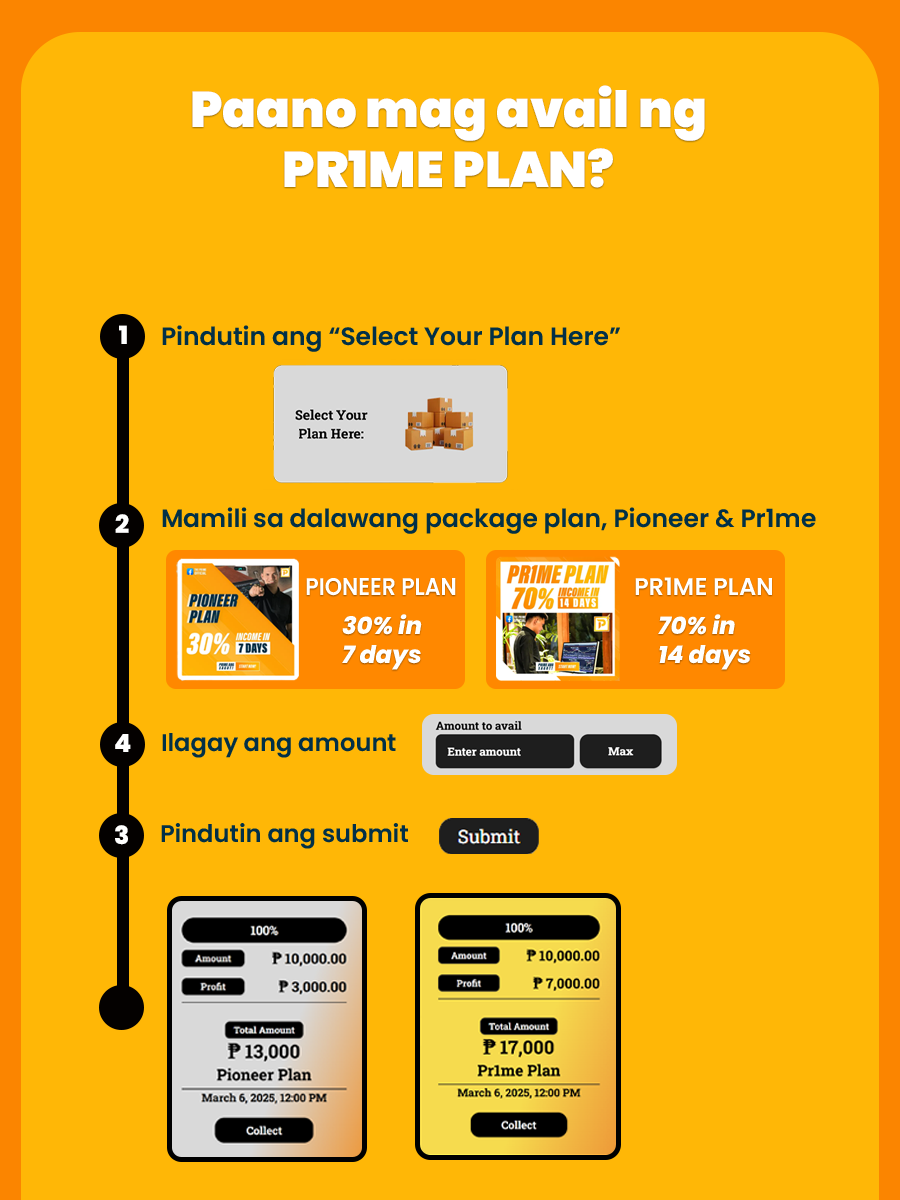 Paano mag avail ng
PR1ME PLAN?
1
Pindutin ang “Select Your Plan Here”
Select Your
Plan Here:
2
Mamili sa dalawang package plan, Pioneer & Pr1me
PIONEER
PLAN
30% INCOME IN
7 DAYS
PIONEER PLAN
30% in
7 days
PR1ME PLAN
70% INCOME IN
14 DAYS
PR1ME PLAN
70% in
14 days
4
Ilagay ang amount
Amount to avail
Enter amount
Max
3
Pindutin ang submit
Submit
100%
Amount ₱ 10,000.00
Profit ₱ 3,000.00
Total Amount
₱ 13,000
Pioneer Plan
March 6, 2025, 12:00 PM
Collect
100%
Amount ₱ 10,000.00
Profit ₱ 7,000.00
Total Amount
₱ 17,000
Pr1me Plan
March 6, 2025, 12:00 PM
Collect